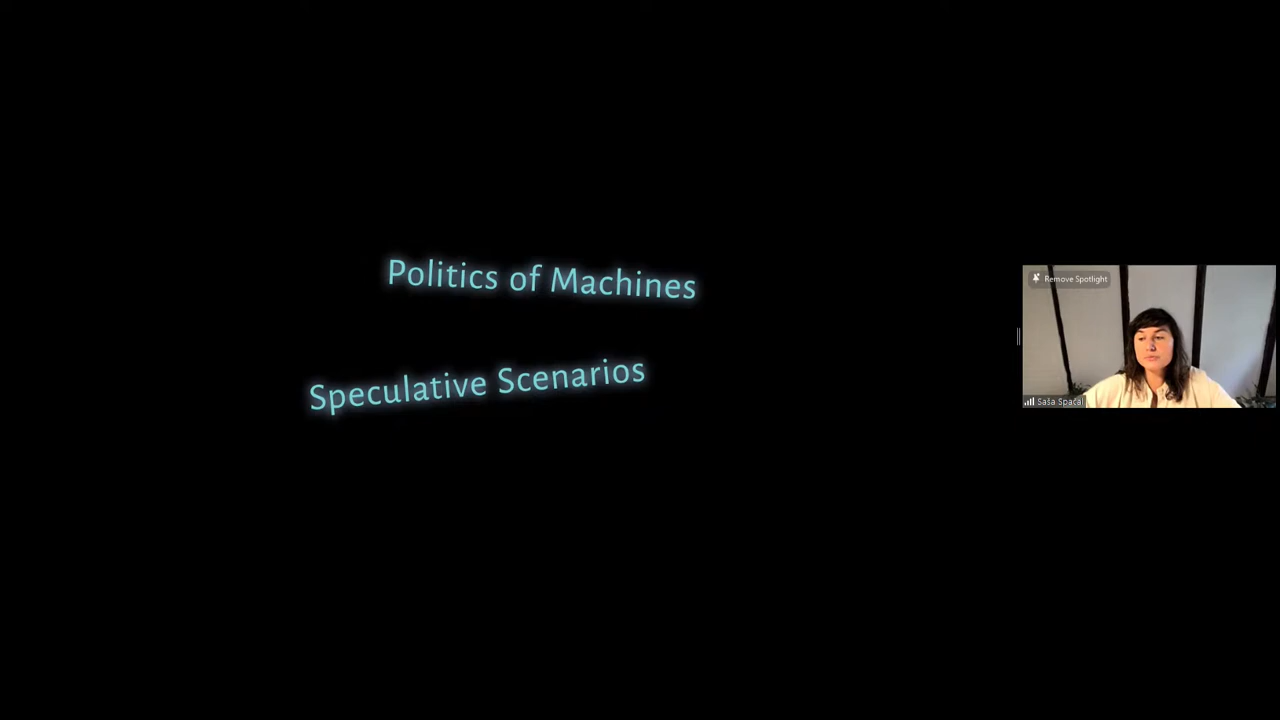 Politics of Machines
Speculative Scenarios
Remove Spotlight
Saša Spačal